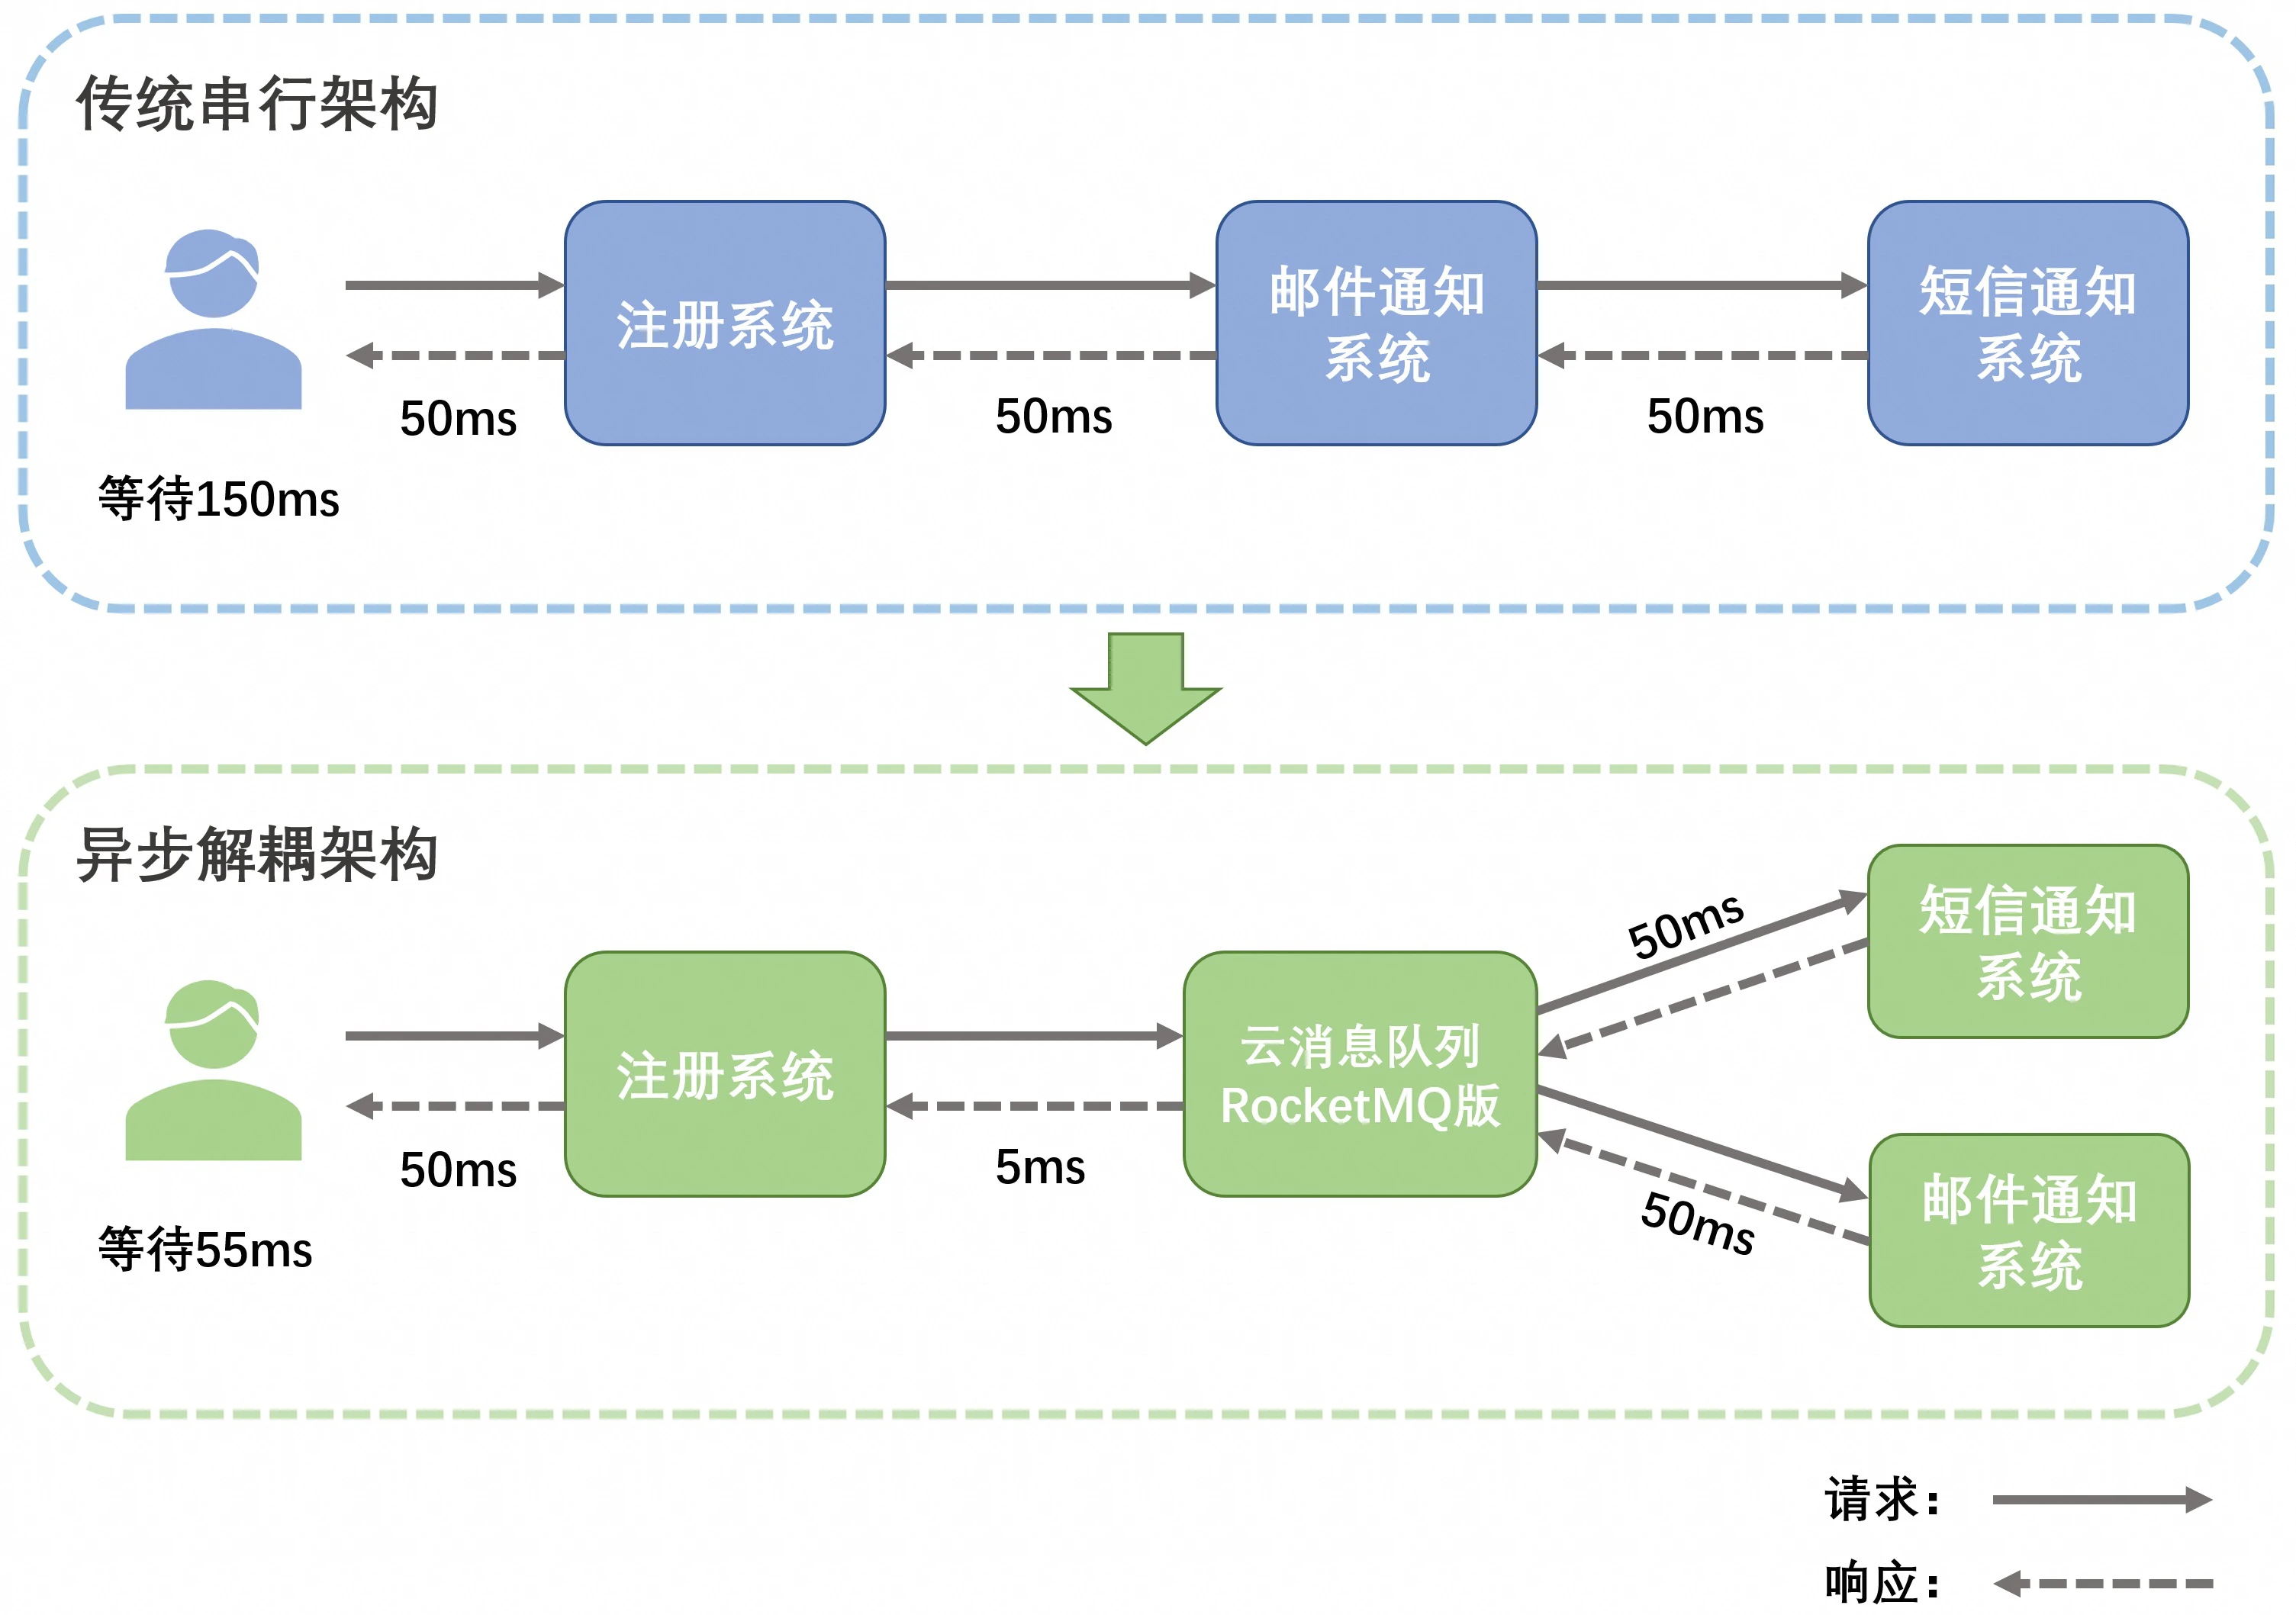 传统串行架构
注册系统
邮件通知
系统
短信通知
系统
50ms
50ms
50ms
等待150ms
异步解耦架构
注册系统
云消息队列
RocketMQ版
短信通知
系统
邮件通知
系统
50ms
50ms
5ms
50ms
等待55ms
请求：
响应：